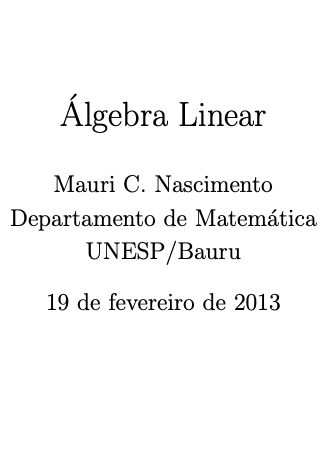 Álgebra Linear
Mauri C. Nascimento
Departamento de Matemática
UNESP/Bauru
19 de fevereiro de 2013